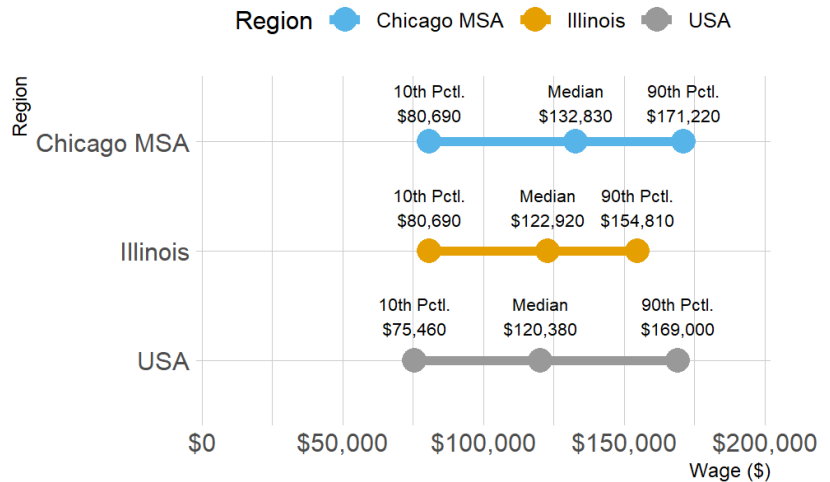 Region Chicago MSA Illinois USA
Region
10th Pctl. Median 90th Pctl.
$80,690 $132,830 $171,220
Chicago MSA
10th Pctl. Median 90th Pctl.
$80,690 $122,920 $154,810
Illinois
10th Pctl. Median 90th Pctl.
$75,460 $120,380 $169,000
USA
$0 $50,000 $100,000 $150,000 $200,000
Wage ($)